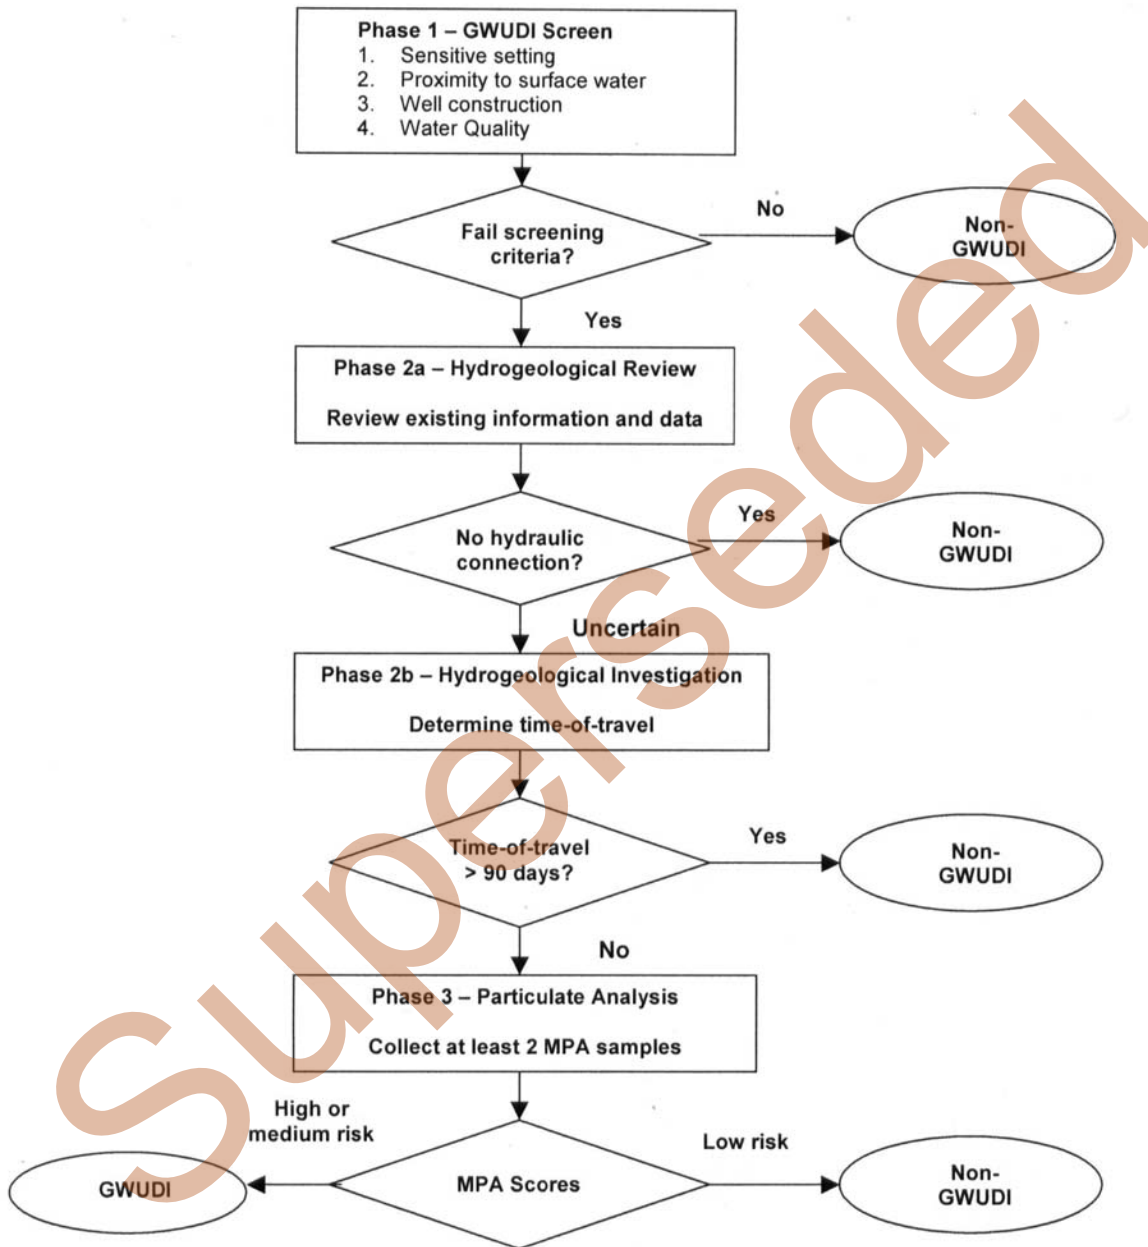 Phase 1 – GWUDI Screen
1. Sensitive setting
2. Proximity to surface water
3. Well construction
4. Water Quality
Fail screening
criteria?
No
Non-
GWUDI
Yes
Phase 2a – Hydrogeological Review
Review existing information and data
No hydraulic
connection?
Yes
Non-
GWUDI
Uncertain
Phase 2b – Hydrogeological Investigation
Determine time-of-travel
Time-of-travel
> 90 days?
Yes
Non-
GWUDI
No
Phase 3 – Particulate Analysis
Collect at least 2 MPA samples
High or
medium risk
Low risk
GWUDI
MPA Scores
Non-
GWUDI
Superseded